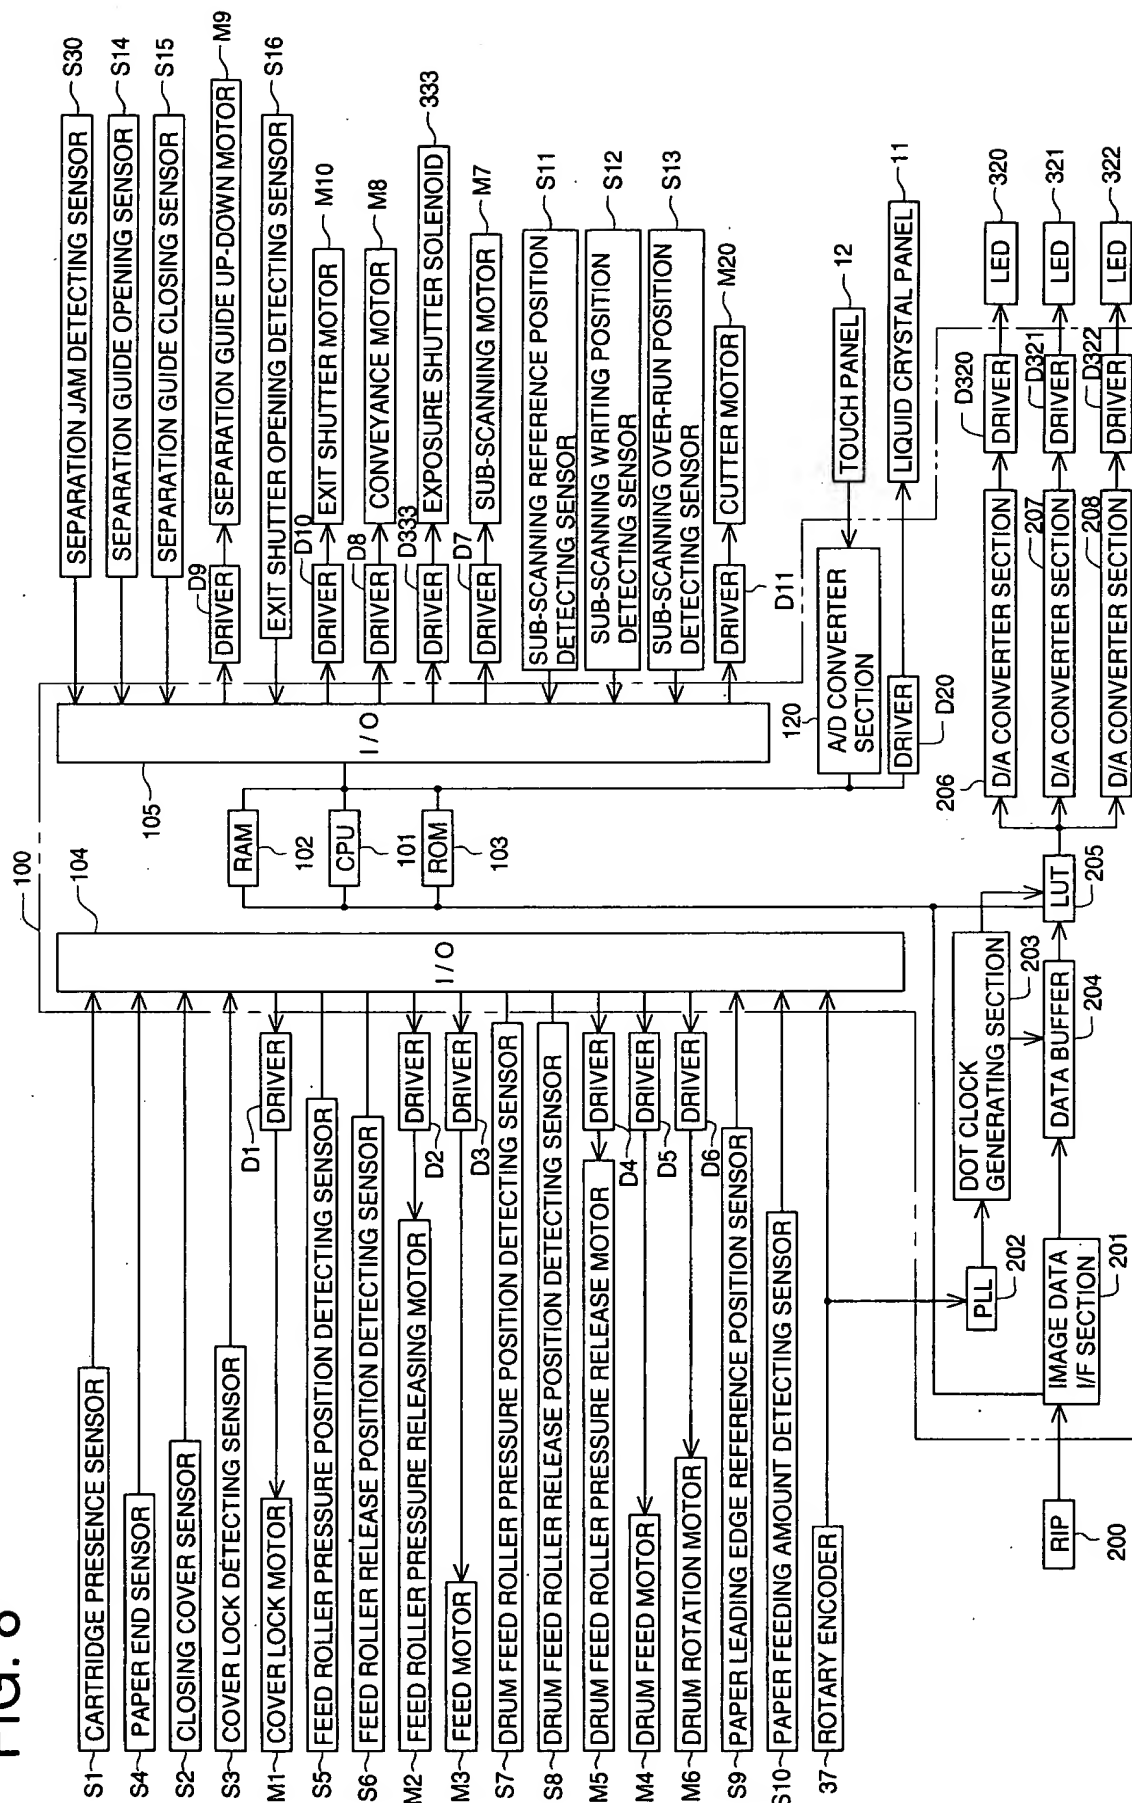 FIG. 8
100
104
I/O
S1
CARTRIDGE PRESENCE SENSOR
S4
PAPER END SENSOR
S2
CLOSING COVER SENSOR
S3
COVER LOCK DETECTING SENSOR
M1
COVER LOCK MOTOR
DRIVER
D1
S5
FEED ROLLER PRESSURE POSITION DETECTING SENSOR
S6
FEED ROLLER RELEASE POSITION DETECTING SENSOR
M2
FEED ROLLER PRESSURE RELEASING MOTOR
DRIVER
D2
M3
FEED MOTOR
DRIVER
D3
S7
DRUM FEED ROLLER PRESSURE POSITION DETECTING SENSOR
S8
DRUM FEED ROLLER RELEASE POSITION DETECTING SENSOR
M5
DRUM FEED ROLLER PRESSURE RELEASE MOTOR
DRIVER
D4
M4
DRUM FEED MOTOR
DRIVER
D5
M6
DRUM ROTATION MOTOR
DRIVER
D6
S9
PAPER LEADING EDGE REFERENCE POSITION SENSOR
S10
PAPER FEEDING AMOUNT DETECTING SENSOR
37
ROTARY ENCODER
RAM
102
CPU
101
ROM
103
105
I/O
SEPARATION JAM DETECTING SENSOR
S30
SEPARATION GUIDE OPENING SENSOR
S14
SEPARATION GUIDE CLOSING SENSOR
S15
D9
DRIVER
SEPARATION GUIDE UP-DOWN MOTOR
M9
EXIT SHUTTER OPENING DETECTING SENSOR
S16
D10
DRIVER
EXIT SHUTTER MOTOR
M10
D8
DRIVER
CONVEYANCE MOTOR
M8
D333
DRIVER
EXPOSURE SHUTTER SOLENOID
333
D7
DRIVER
SUB-SCANNING MOTOR
M7
SUB-SCANNING REFERENCE POSITION
DETECTING SENSOR
S11
SUB-SCANNING WRITING POSITION
DETECTING SENSOR
S12
SUB-SCANNING OVER-RUN POSITION
DETECTING SENSOR
S13
DRIVER
D11
CUTTER MOTOR
M20
120
A/D CONVERTER
SECTION
TOUCH PANEL
12
DRIVER
D20
LIQUID CRYSTAL PANEL
11
RIP
200
IMAGE DATA
I/F SECTION
201
PLL
202
DOT CLOCK
GENERATING SECTION
203
DATA BUFFER
204
LUT
205
206
D/A CONVERTER SECTION
D320
DRIVER
LED
320
D/A CONVERTER SECTION
207
DRIVER
D321
LED
321
D/A CONVERTER SECTION
208
DRIVER
D322
LED
322